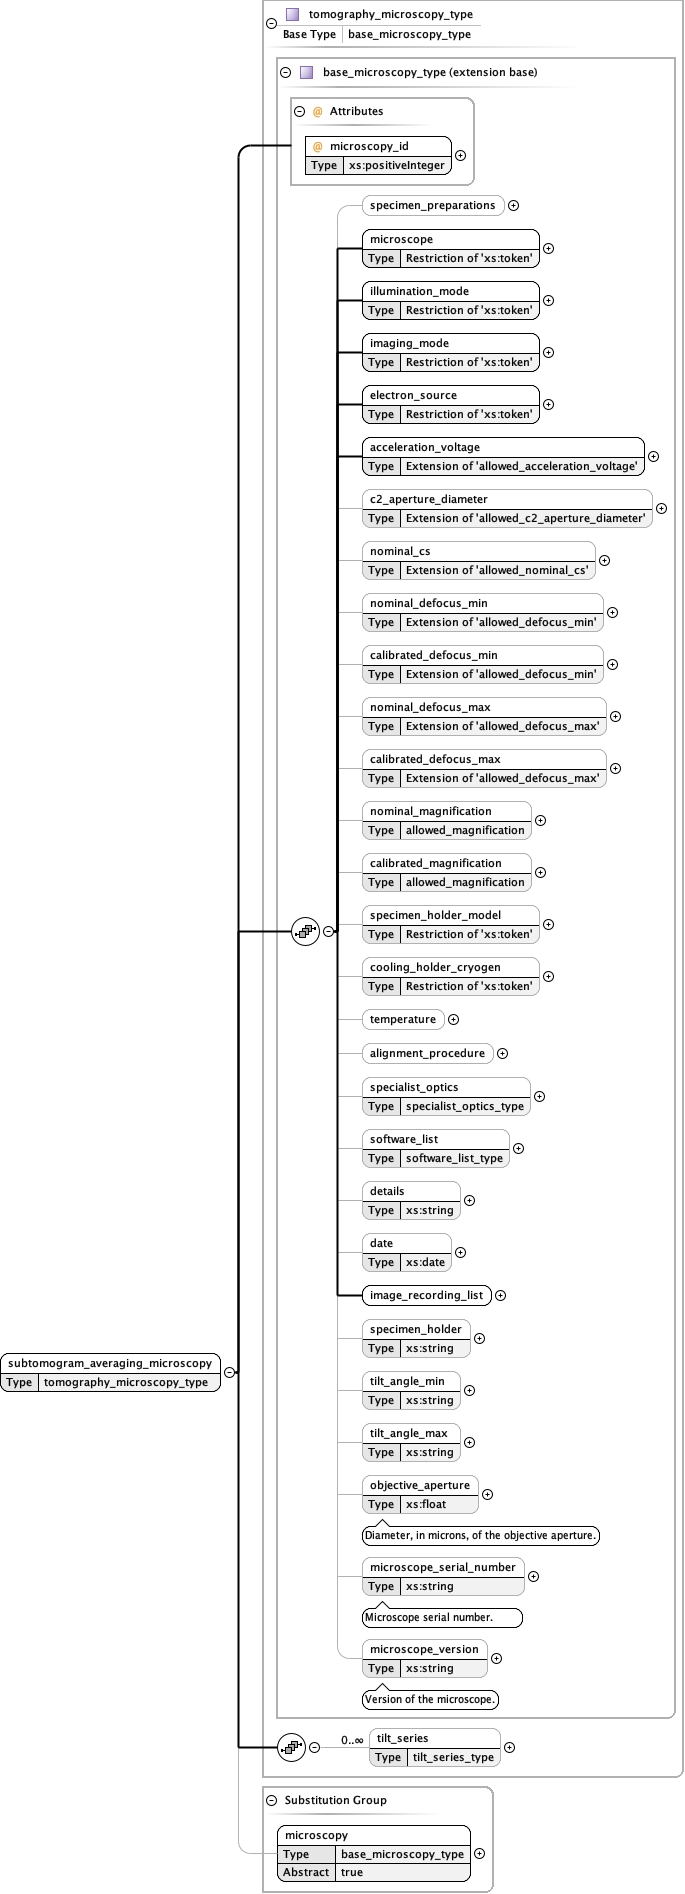 tomography_microscopy_type
Base Type base_microscopy_type
base_microscopy_type (extension base)
@ Attributes
@ microscopy_id
Type xs:positiveInteger
specimen_preparations
microscope
Type Restriction of 'xs:token'
illumination_mode
Type Restriction of 'xs:token'
imaging_mode
Type Restriction of 'xs:token'
electron_source
Type Restriction of 'xs:token'
acceleration_voltage
Type Extension of 'allowed_acceleration_voltage'
c2_aperture_diameter
Type Extension of 'allowed_c2_aperture_diameter'
nominal_cs
Type Extension of 'allowed_nominal_cs'
nominal_defocus_min
Type Extension of 'allowed_defocus_min'
calibrated_defocus_min
Type Extension of 'allowed_defocus_min'
nominal_defocus_max
Type Extension of 'allowed_defocus_max'
calibrated_defocus_max
Type Extension of 'allowed_defocus_max'
nominal_magnification
Type allowed_magnification
calibrated_magnification
Type allowed_magnification
specimen_holder_model
Type Restriction of 'xs:token'
cooling_holder_cryogen
Type Restriction of 'xs:token'
temperature
alignment_procedure
specialist_optics
Type specialist_optics_type
software_list
Type software_list_type
details
Type xs:string
date
Type xs:date
image_recording_list
specimen_holder
Type xs:string
subtomogram_averaging_microscopy
Type tomography_microscopy_type
tilt_angle_min
Type xs:string
tilt_angle_max
Type xs:string
objective_aperture
Type xs:float
Diameter, in microns, of the objective aperture.
microscope_serial_number
Type xs:string
Microscope serial number.
microscope_version
Type xs:string
Version of the microscope.
0..∞ tilt_series
Type tilt_series_type
Substitution Group
microscopy
Type base_microscopy_type
Abstract true